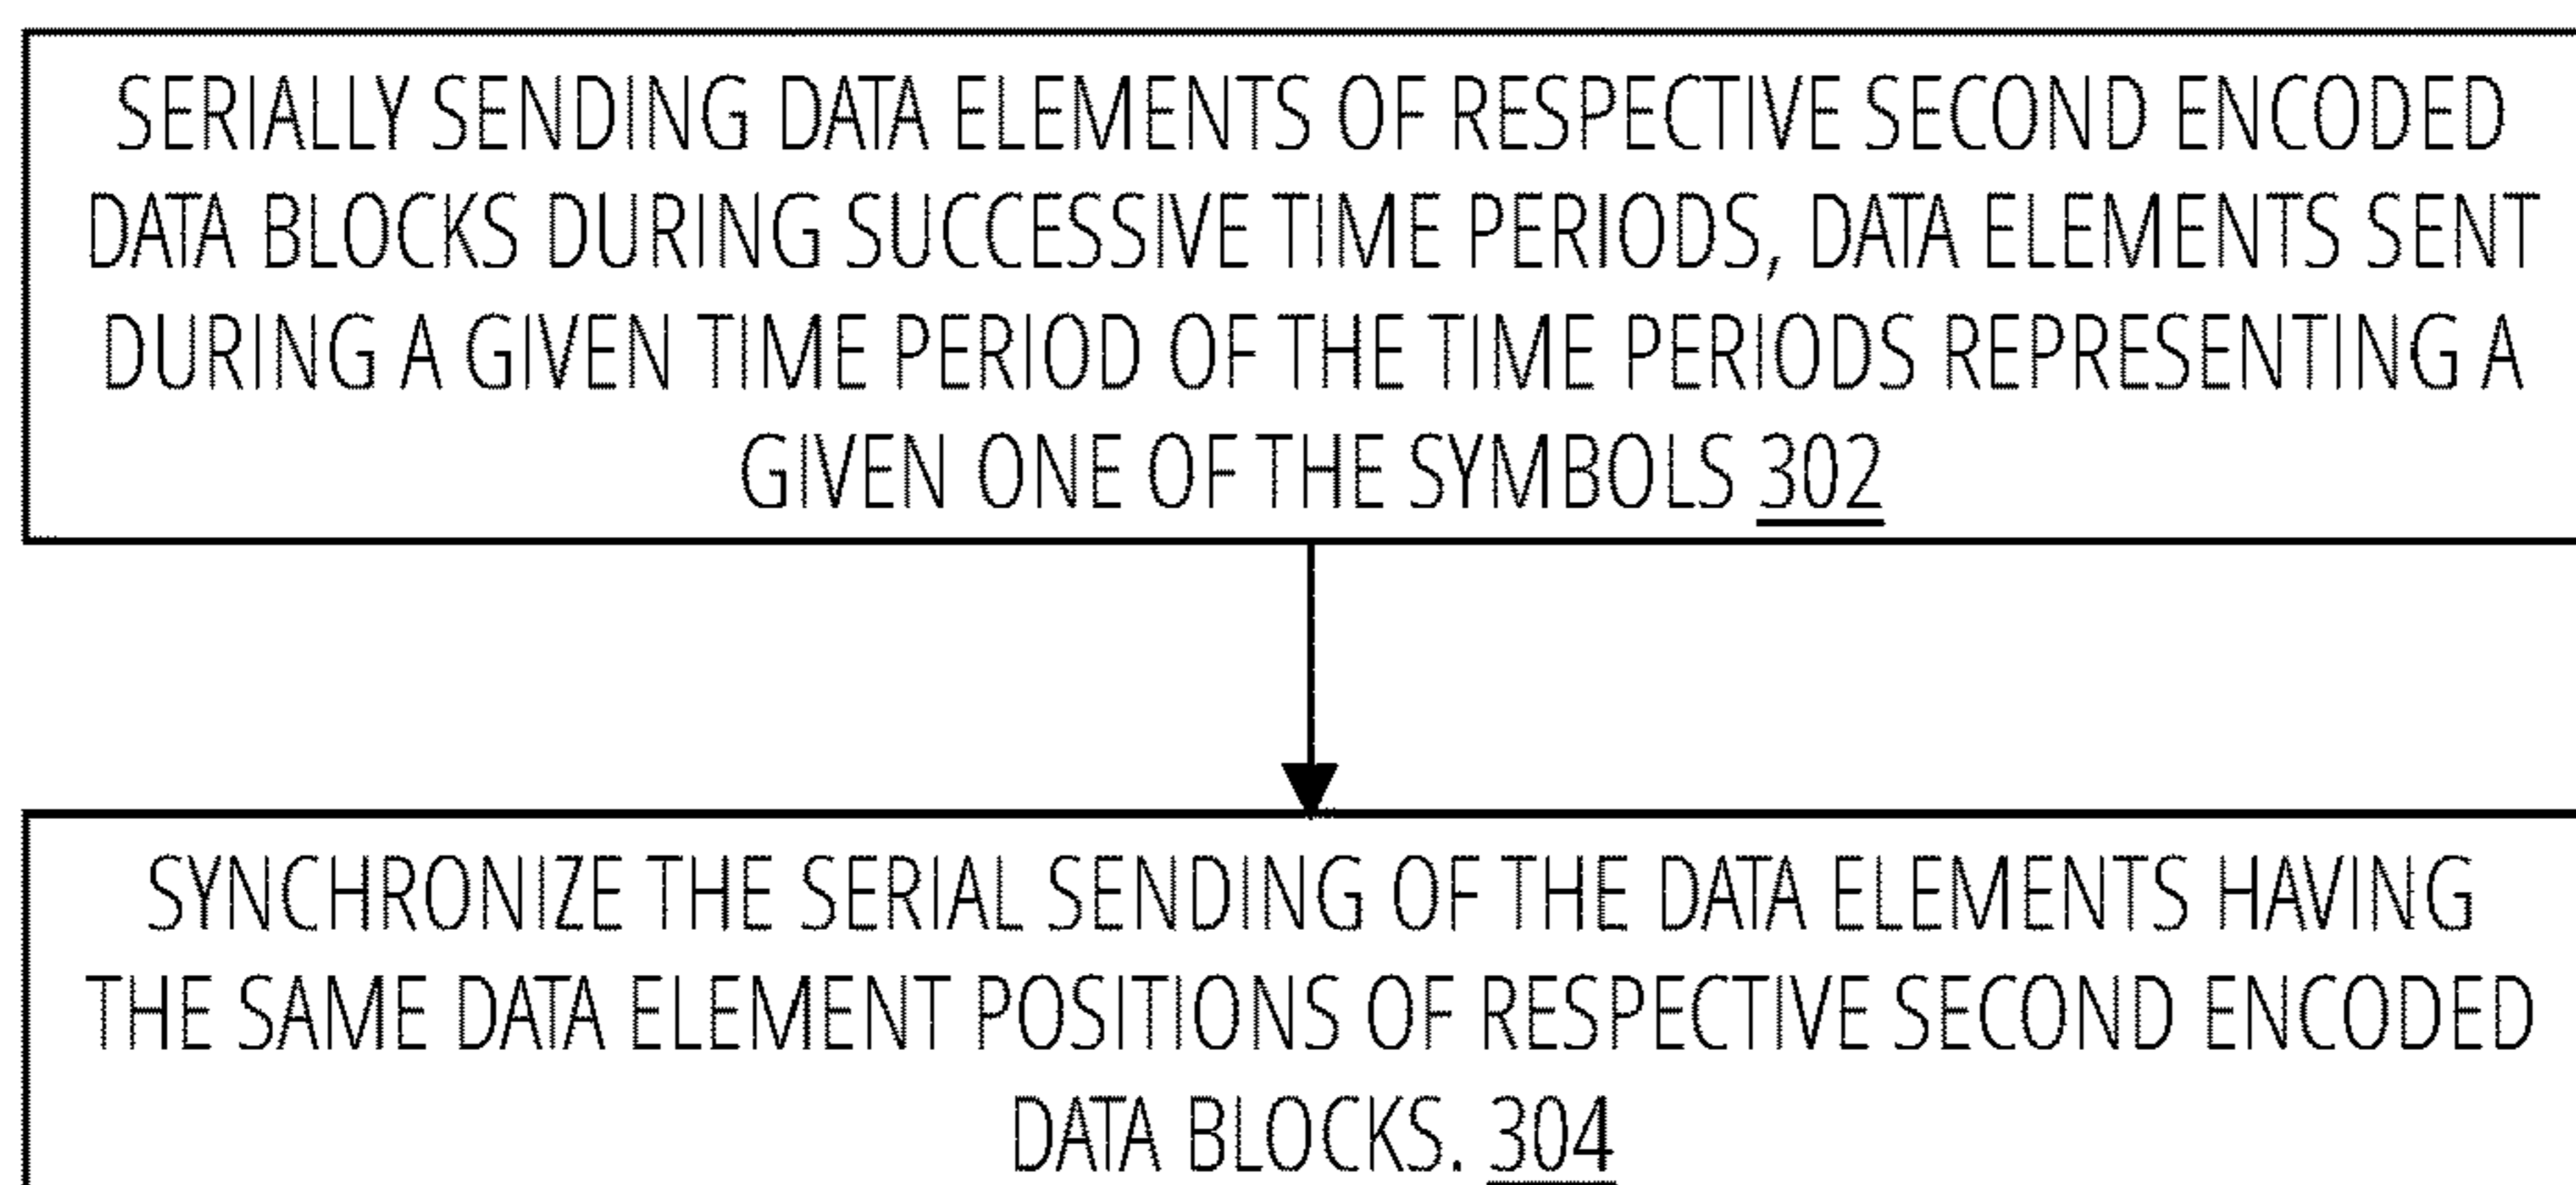 SERIALLY SENDING DATA ELEMENTS OF RESPECTIVE SECOND ENCODED
DATA BLOCKS DURING SUCCESSIVE TIME PERIODS, DATA ELEMENTS SENT
DURING A GIVEN TIME PERIOD OF THE TIME PERIODS REPRESENTING A
GIVEN ONE OF THE SYMBOLS 302
SYNCHRONIZE THE SERIAL SENDING OF THE DATA ELEMENTS HAVING
THE SAME DATA ELEMENT POSITIONS OF RESPECTIVE SECOND ENCODED
DATA BLOCKS. 304